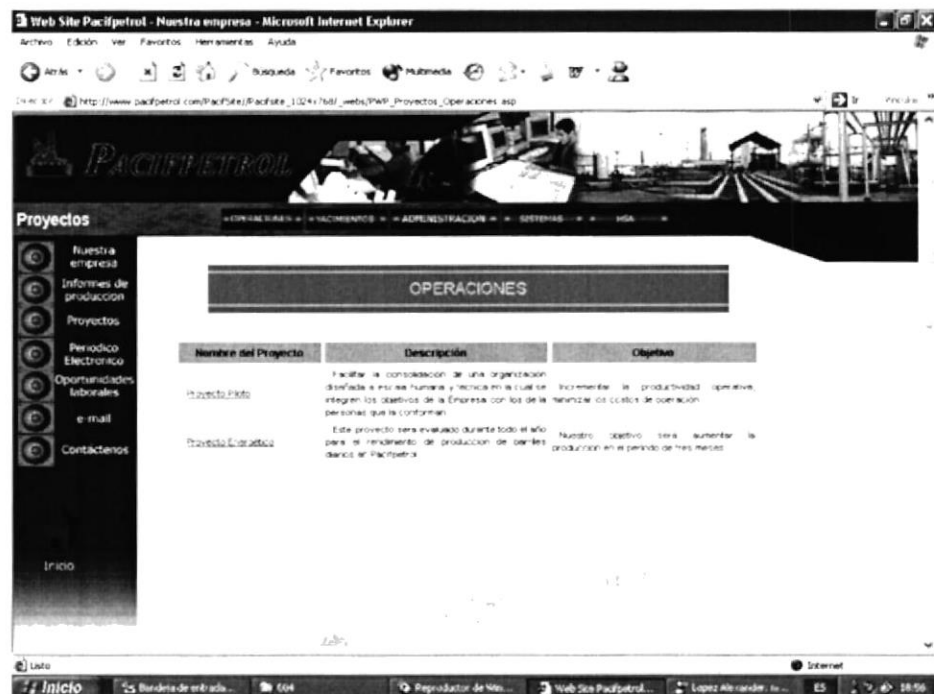 Web Site Pacifpetrol - Nuestra empresa - Microsoft Internet Explorer
Archivo Edición Ver Favoritos Herramientas Ayuda
Atrás Búsqueda Favoritos Multimedia
http://www.pacifpetrol.com/PacifSite//Pacifsite_1024x768/_webs/PWP_Proyectos_Operaciones.asp Ir
PACIFPETROL
Proyectos
OPERACIONES YACIMIENTOS ADMINISTRACION SISTEMAS HSA
Nuestra
empresa
Informes de
produccion
Proyectos
Periodico
Electronico
Oportunidades
laborales
e-mail
Contáctenos
Inicio
OPERACIONES
Nombre del Proyecto Descripción Objetivo
Proyecto Piloto
Facilitar la consolidación de una organización
diseñada a escala humana y técnica en la cual se
integren los objetivos de la Empresa con los de la
personas que la conforman
Incrementar la productividad operativa,
minimizar los costos de operación
Proyecto Energético
Este proyecto sera evaluado durante todo el año
para el rendimiento de produccion de barriles
diarios en Pacifpetrol
Nuestro objetivo sera aumentar la
produccion en el periodo de tres meses
Listo Internet
Inicio Bandeja de entrada... 604 Reproductor de Win... Web Site Pacifpetrol... ES 18:56